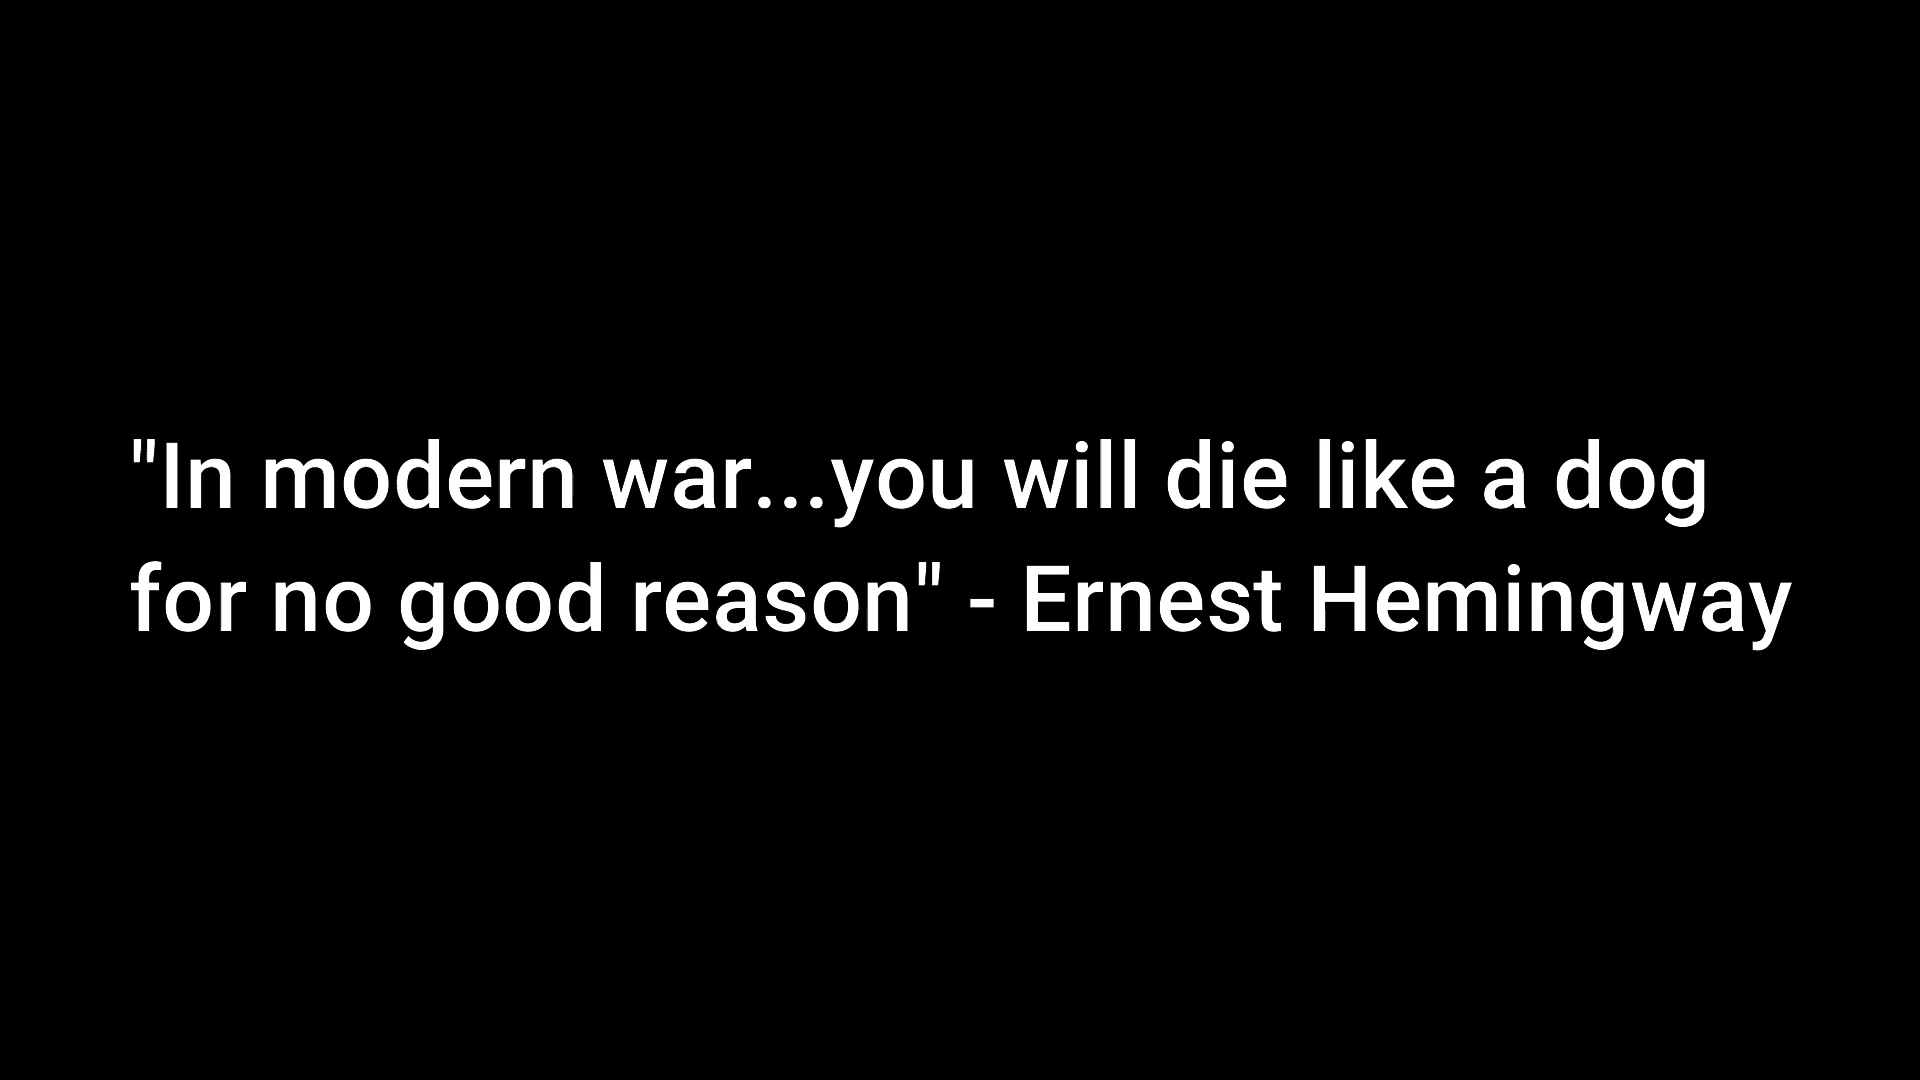 "In modern war...you will die like a dog
for no good reason" - Ernest Hemingway